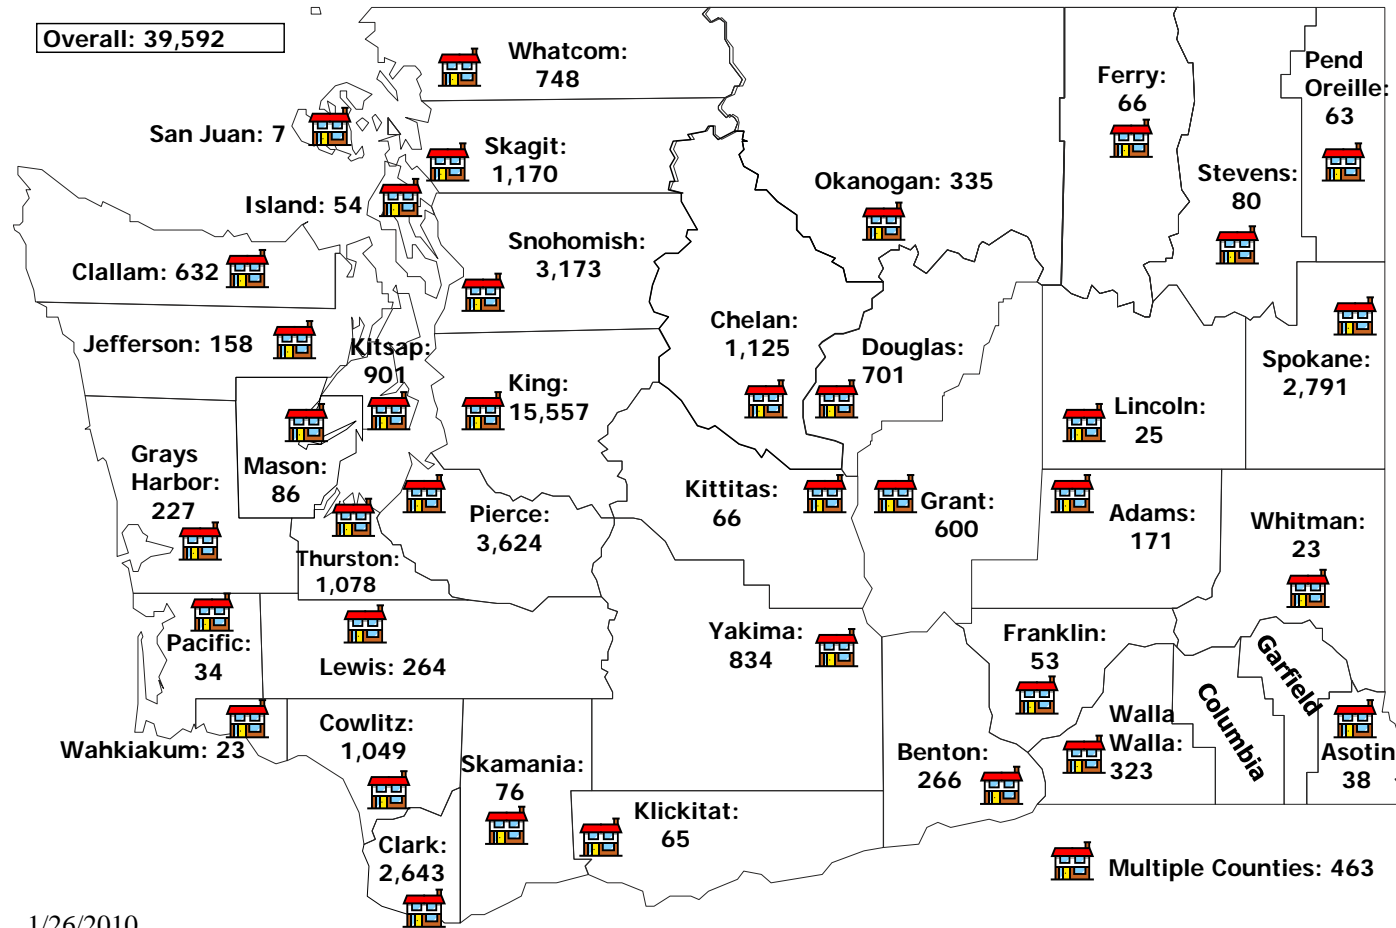 Overall: 39,592
Whatcom:
748
San Juan: 7
Skagit:
1,170
Island: 54
Snohomish:
3,173
Clallam: 632
Jefferson: 158
Kitsap:
901
King:
15,557
Okanogan: 335
Ferry:
66
Pend
Oreille:
63
Stevens:
80
Chelan:
1,125
Douglas:
701
Spokane:
2,791
Lincoln:
25
Grays
Harbor:
227
Mason:
86
Pierce:
3,624
Thurston:
1,078
Kittitas:
66
Grant:
600
Adams:
171
Whitman:
23
Pacific:
34
Lewis: 264
Yakima:
834
Franklin:
53
Garfield
Columbia
Walla
Walla:
323
Asotin
38
Wahkiakum: 23
Cowlitz:
1,049
Skamania:
76
Benton:
266
Klickitat:
65
Clark:
2,643
Multiple Counties: 463
1/26/2010